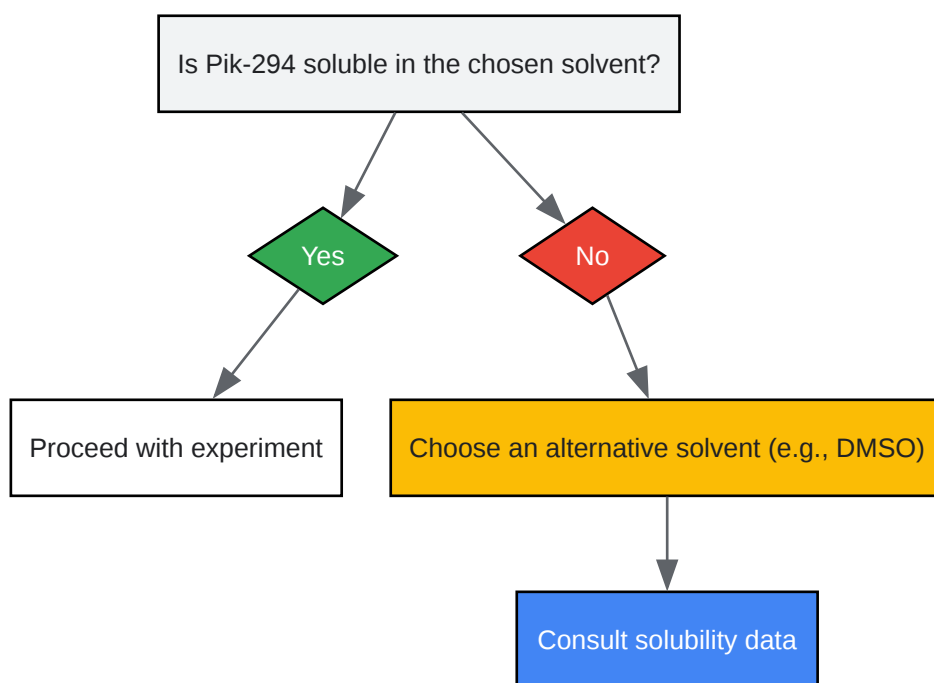 Is Pik-294 soluble in the chosen solvent?
Yes
No
Proceed with experiment
Choose an alternative solvent (e.g., DMSO)
Consult solubility data